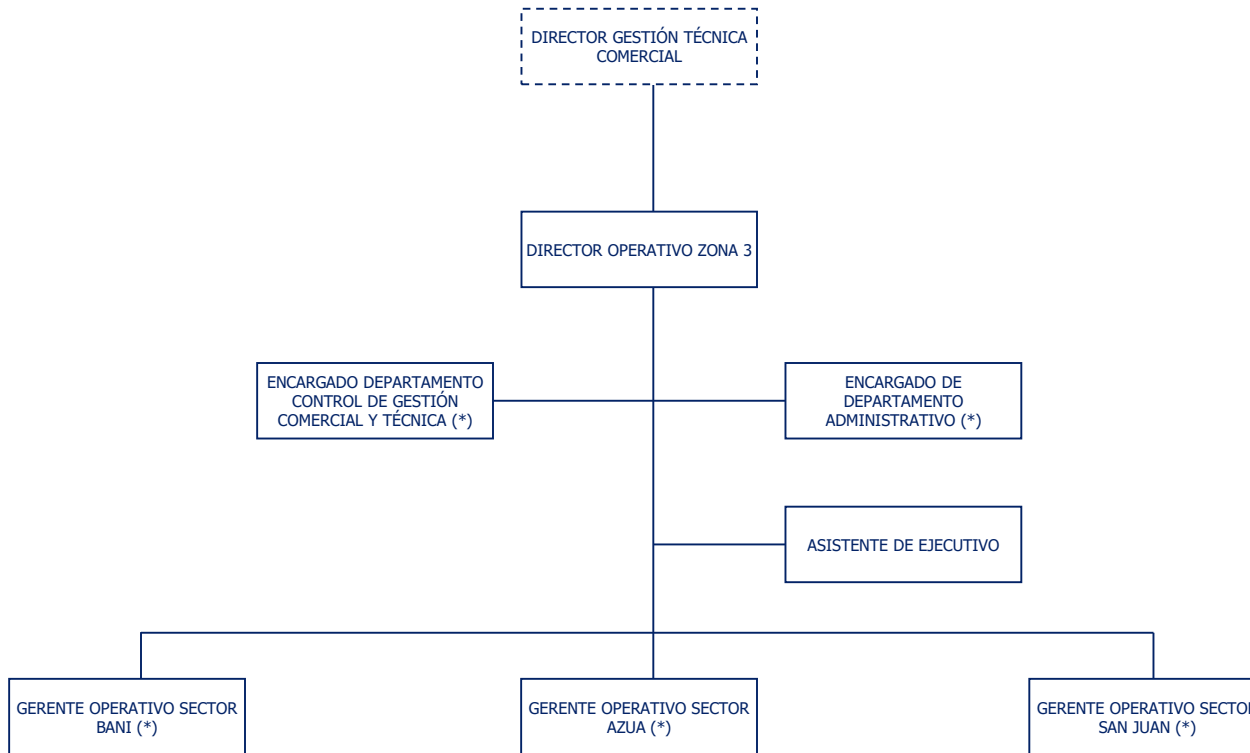 DIRECTOR GESTIÓN TÉCNICA
COMERCIAL
DIRECTOR OPERATIVO ZONA 3
ENCARGADO DEPARTAMENTO
CONTROL DE GESTIÓN
COMERCIAL Y TÉCNICA (*)
ENCARGADO DE
DEPARTAMENTO
ADMINISTRATIVO (*)
ASISTENTE DE EJECUTIVO
GERENTE OPERATIVO SECTOR
BANI (*)
GERENTE OPERATIVO SECTOR
AZUA (*)
GERENTE OPERATIVO SECTOR
SAN JUAN (*)